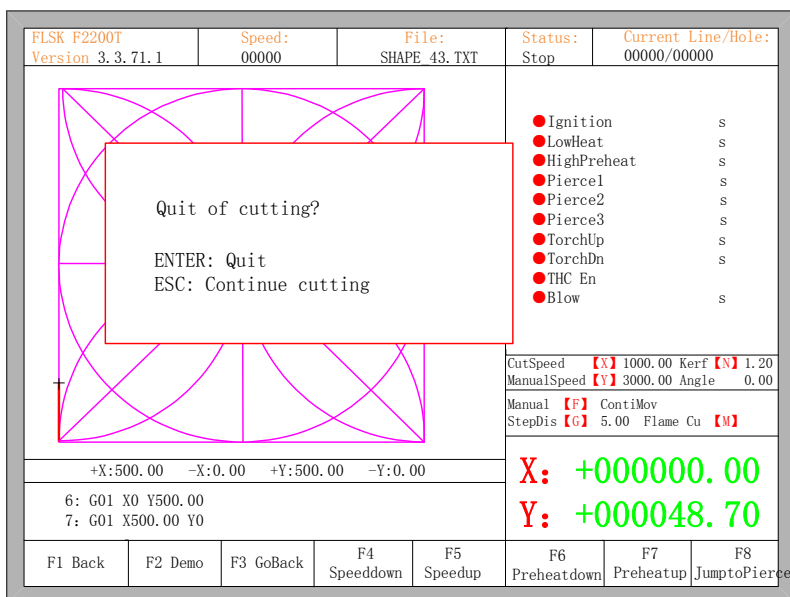 FLSK F2200T Speed: File: Status: Current Line/Hole:
Version 3.3.71.1 00000 SHAPE_43.TXT Stop 00000/00000
Ignition s
LowHeat s
HighPreheat s
Pierce1 s
Pierce2 s
Pierce3 s
TorchUp s
TorchDn s
THC En
Blow s
Quit of cutting?
ENTER: Quit
ESC: Continue cutting
CutSpeed 【X】 1000.00 Kerf 【N】 1.20
ManualSpeed 【Y】 3000.00 Angle 0.00
Manual 【F】 ContiMov
StepDis 【G】 5.00 Flame Cu 【M】
+X:500.00 -X:0.00 +Y:500.00 -Y:0.00
6: G01 X0 Y500.00
7: G01 X500.00 Y0
X: +000000.00
Y: +000048.70
F1 Back F2 Demo F3 GoBack F4 Speeddown F5 Speedup F6 Preheatdown F7 Preheatup F8 JumptoPierce